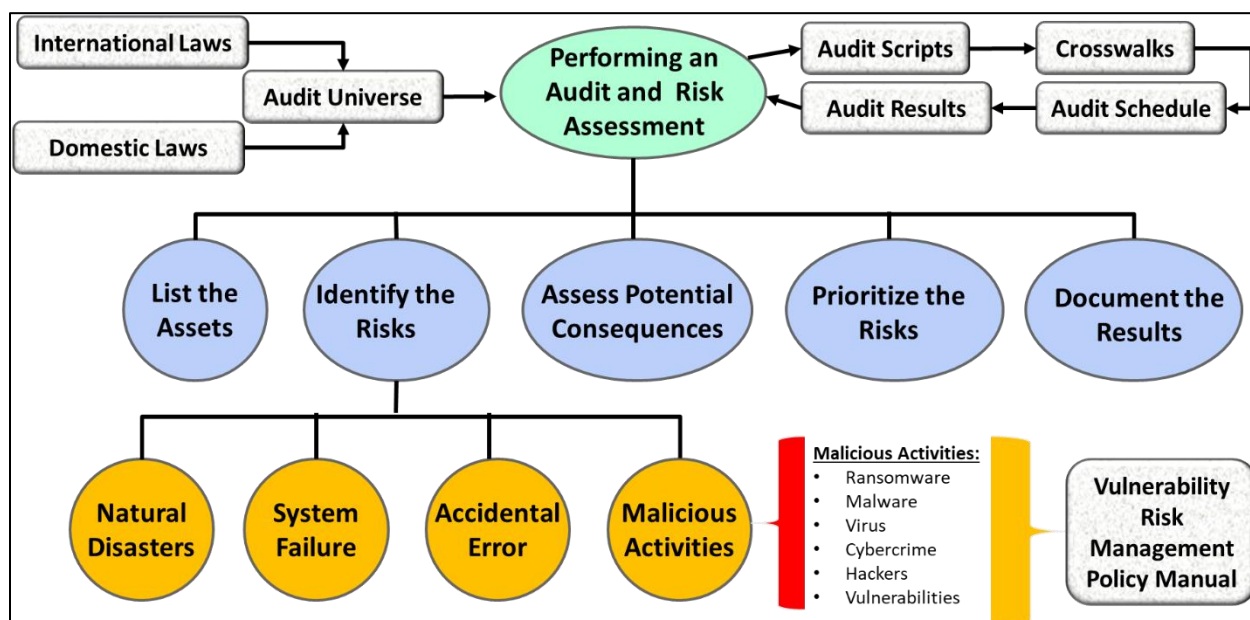 International Laws
Domestic Laws
Audit Universe
Performing an
Audit and Risk
Assessment
Audit Scripts
Crosswalks
Audit Results
Audit Schedule
List the
Assets
Identify the
Risks
Assess Potential
Consequences
Prioritize the
Risks
Document the
Results
Natural
Disasters
System
Failure
Accidental
Error
Malicious
Activities
Malicious Activities:
• Ransomware
• Malware
• Virus
• Cybercrime
• Hackers
• Vulnerabilities
Vulnerability
Risk
Management
Policy Manual